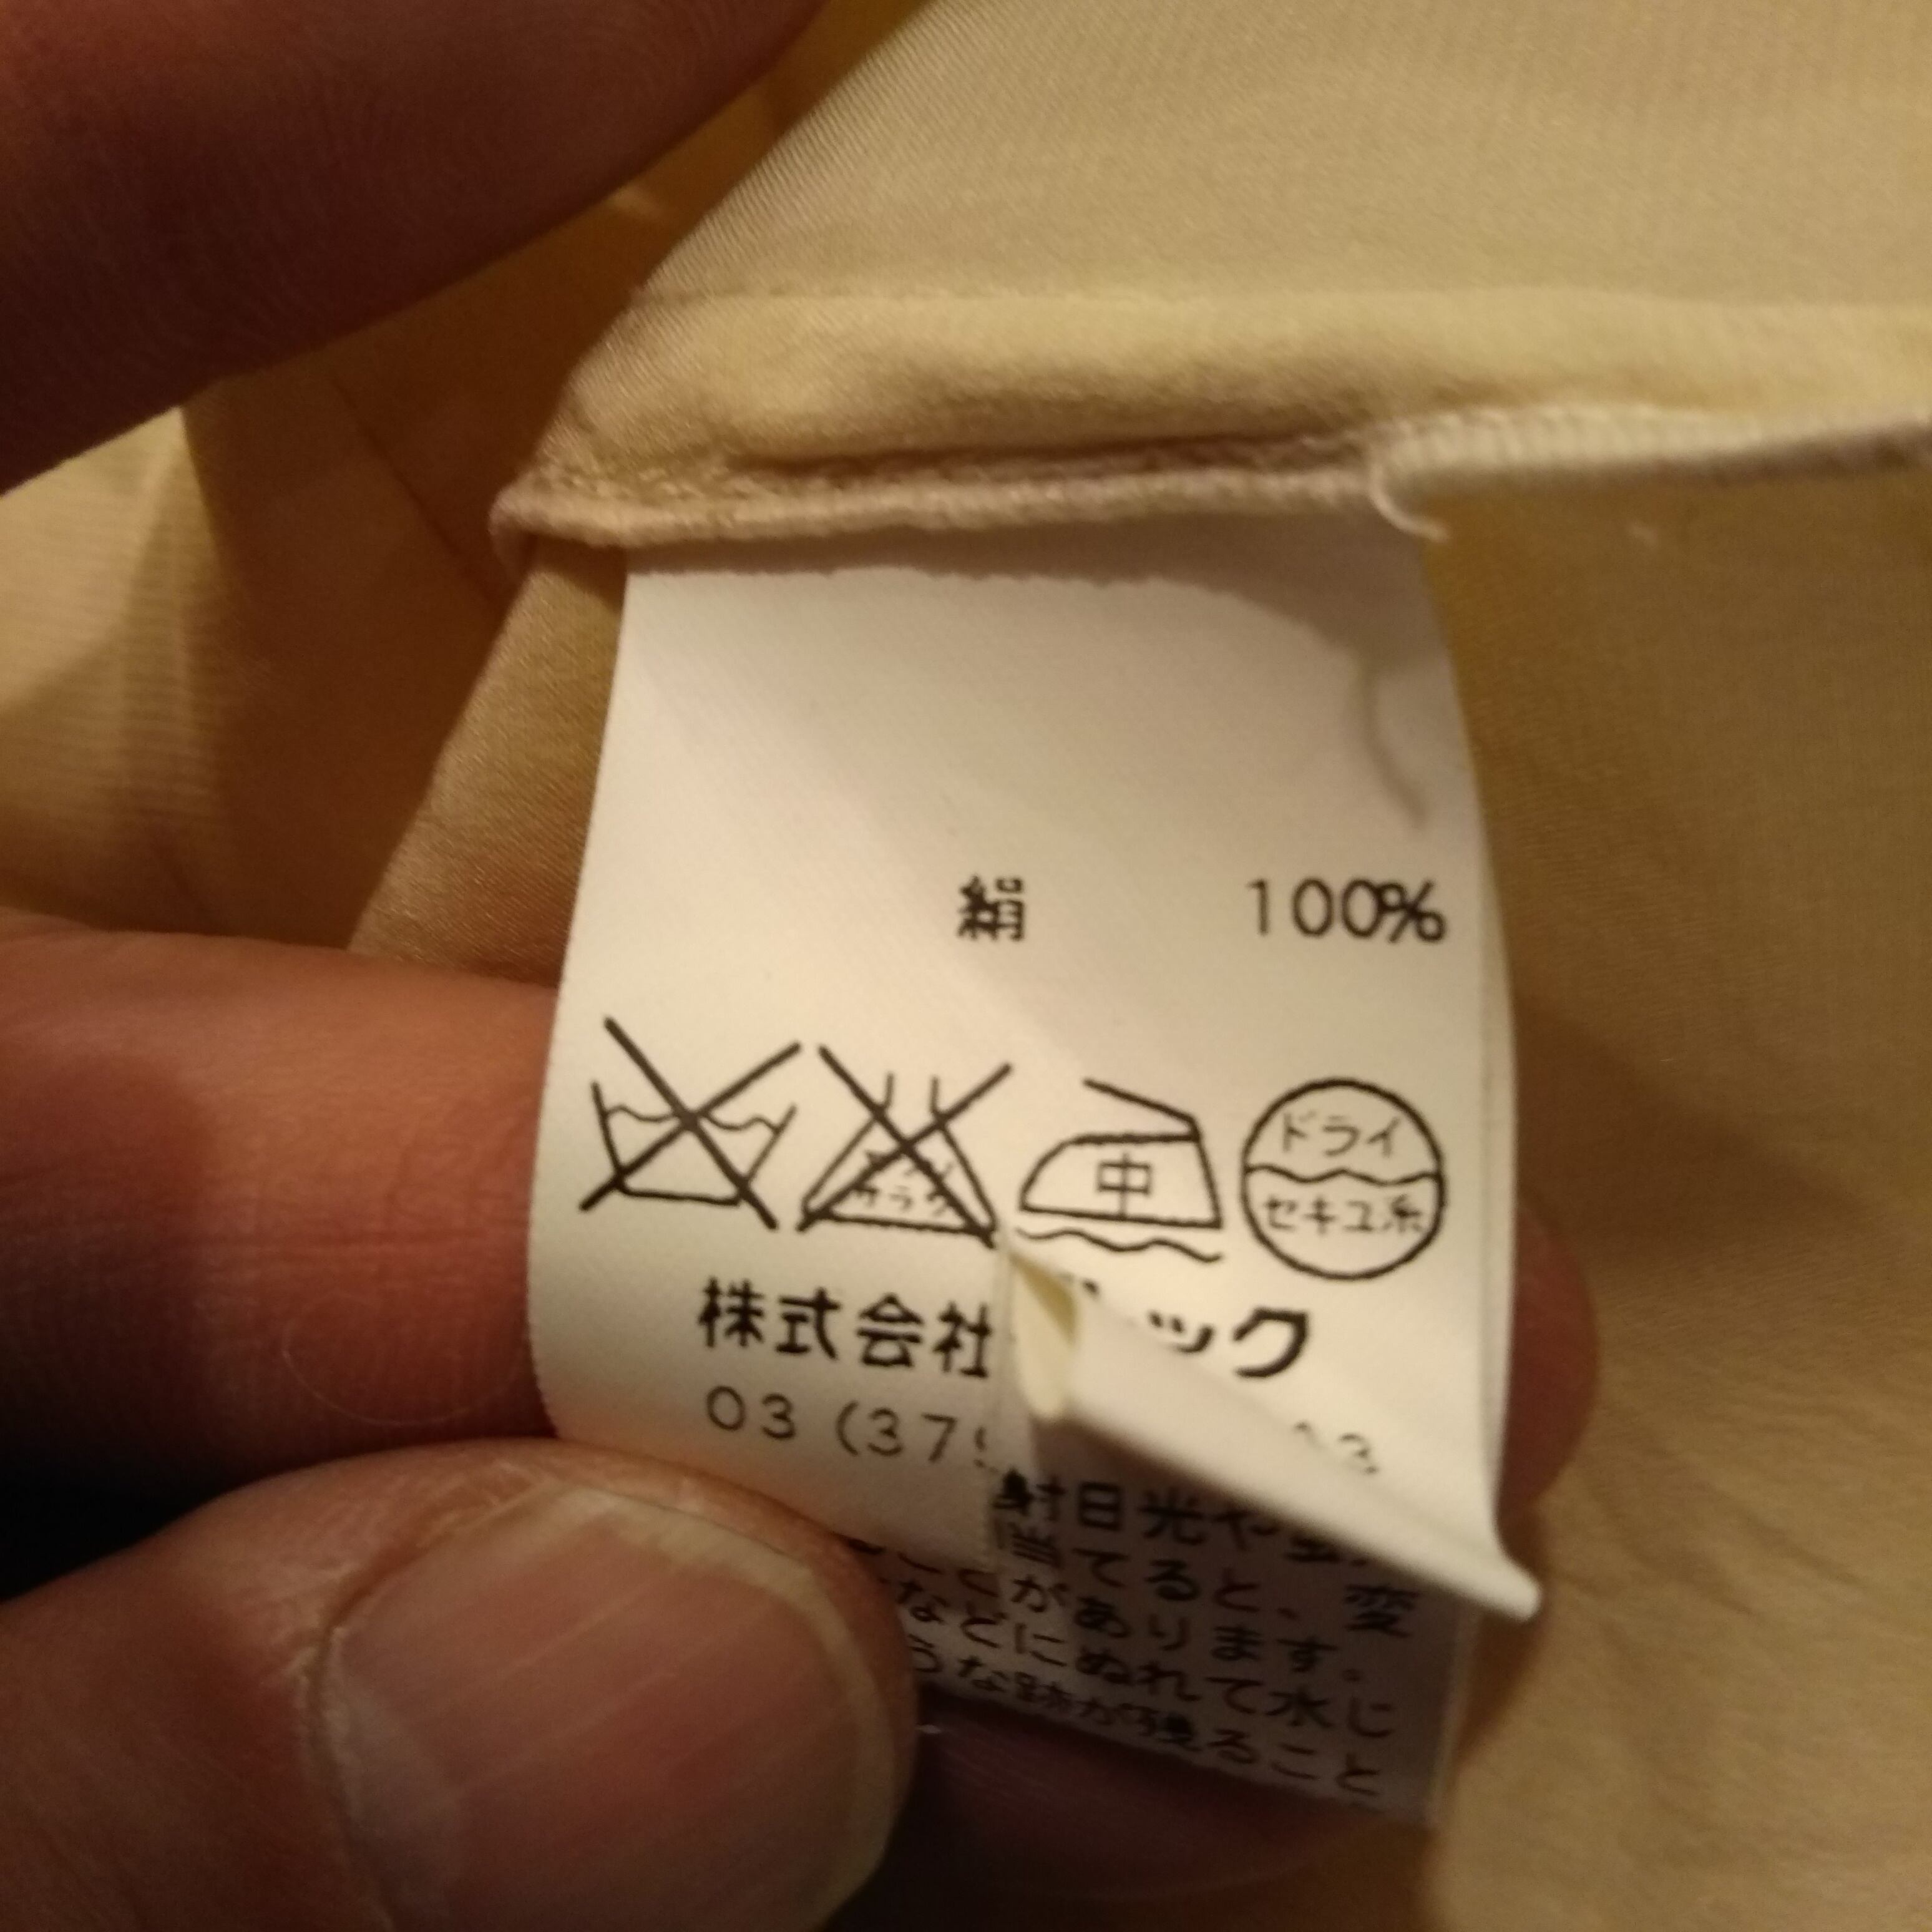 絹 100%
中 ドライ
セキユ系
株式会社 ック
03(37
射日光や
当てると、変
ことがあります。
などにぬれて水じ
うな跡が残ること